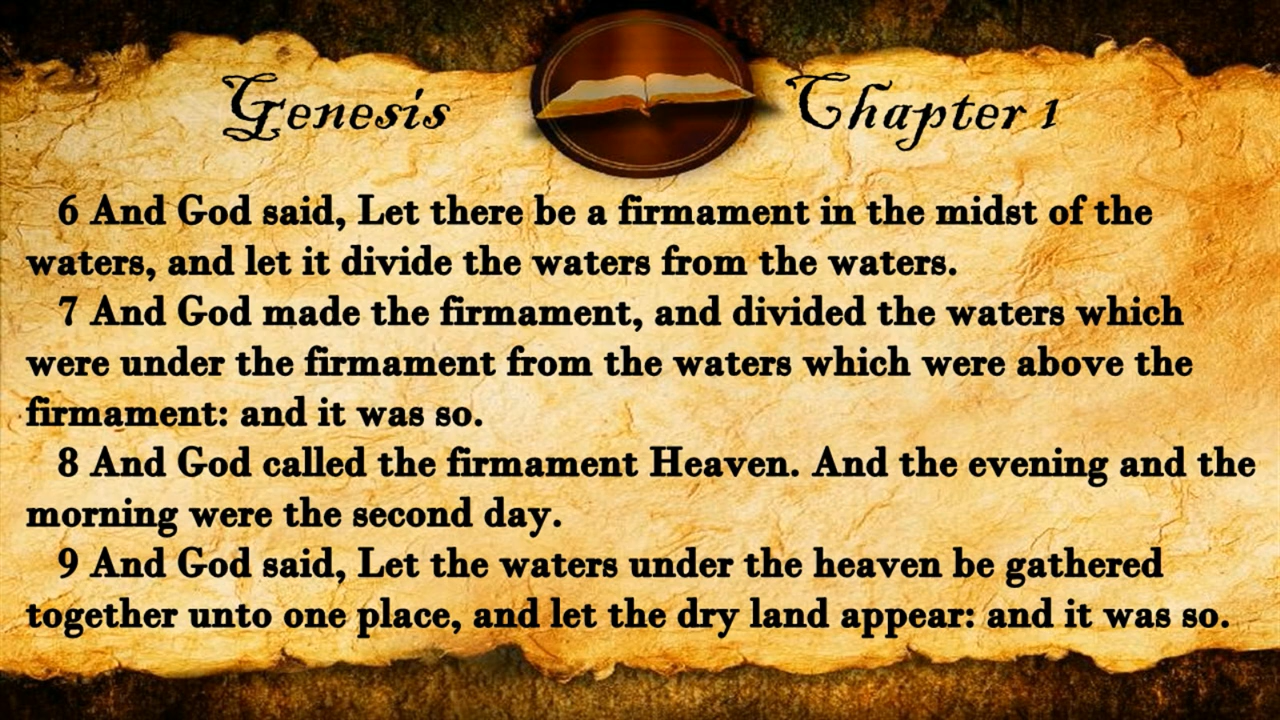 Genesis Chapter 1
6 And God said, Let there be a firmament in the midst of the
waters, and let it divide the waters from the waters.
7 And God made the firmament, and divided the waters which
were under the firmament from the waters which were above the
firmament: and it was so.
8 And God called the firmament Heaven. And the evening and the
morning were the second day.
9 And God said, Let the waters under the heaven be gathered
together unto one place, and let the dry land appear: and it was so.